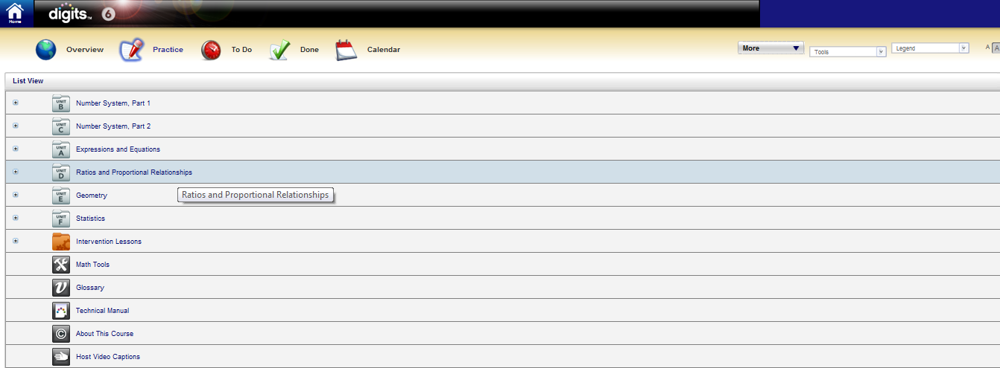 Home
digits™ 6
Overview Practice To Do Done Calendar
More Tools Legend A A
List View
UNIT B Number System, Part 1
UNIT C Number System, Part 2
UNIT A Expressions and Equations
UNIT D Ratios and Proportional Relationships
UNIT E Geometry
Ratios and Proportional Relationships
UNIT F Statistics
Intervention Lessons
Math Tools
V Glossary
Technical Manual
© About This Course
Host Video Captions